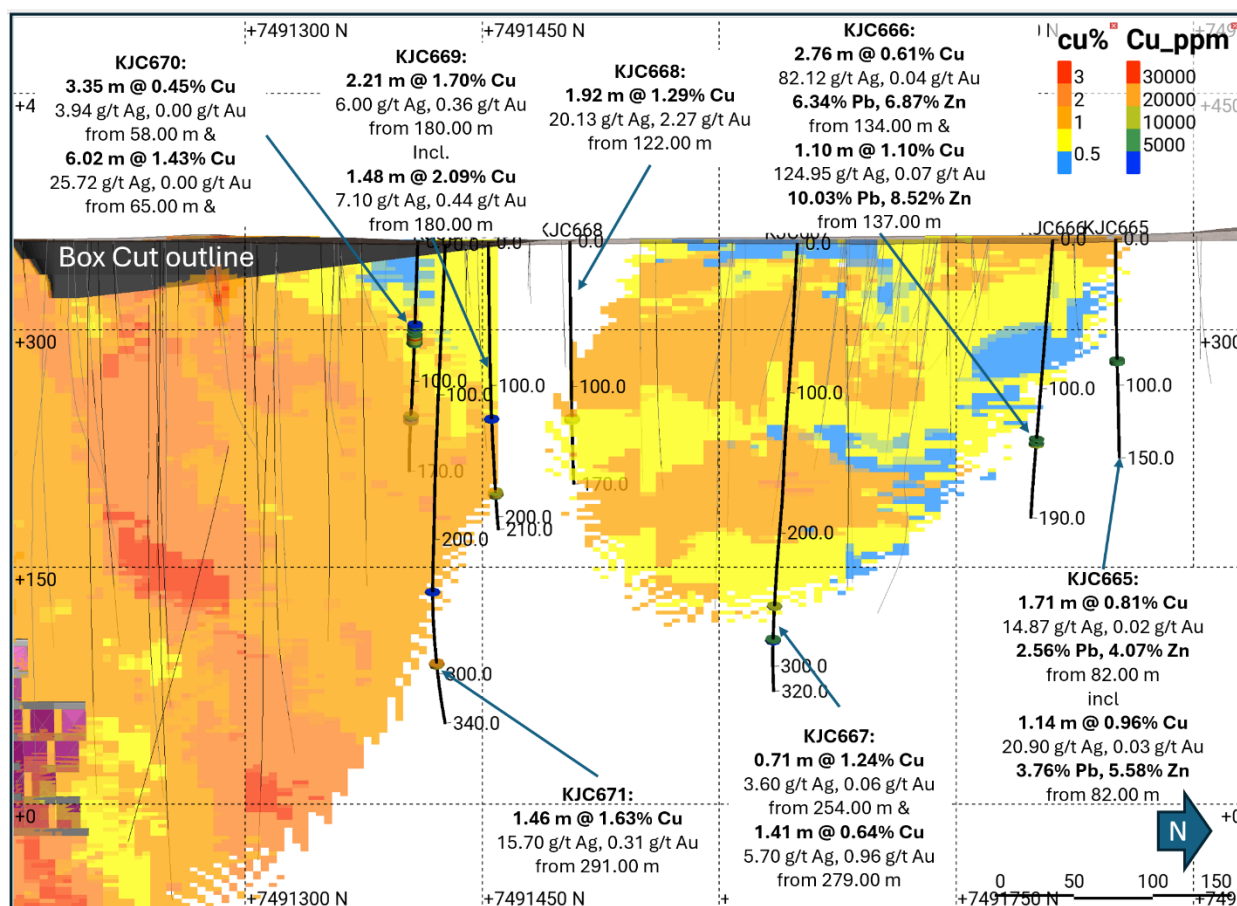 +7491300 N
+7491450 N
KJC670:
3.35 m @ 0.45% Cu
3.94 g/t Ag, 0.00 g/t Au
from 58.00 m &
6.02 m @ 1.43% Cu
25.72 g/t Ag, 0.00 g/t Au
from 65.00 m &
KJC669:
2.21 m @ 1.70% Cu
6.00 g/t Ag, 0.36 g/t Au
from 180.00 m
Incl.
1.48 m @ 2.09% Cu
7.10 g/t Ag, 0.44 g/t Au
from 180.00 m
KJC668:
1.92 m @ 1.29% Cu
20.13 g/t Ag, 2.27 g/t Au
from 122.00 m
KJC666:
2.76 m @ 0.61% Cu
82.12 g/t Ag, 0.04 g/t Au
6.34% Pb, 6.87% Zn
from 134.00 m &
1.10 m @ 1.10% Cu
124.95 g/t Ag, 0.07 g/t Au
10.03% Pb, 8.52% Zn
from 137.00 m
N
+7491
cu%
3
2
1
0.5
Cu_ppm
30000
20000
10000
5000
+4
+450
Box Cut outline
KJC668
0.0
0.0
0.0
KJC665
0.0
+300
+300
100.0
100.0
100.0
100.0
100.0
100.0
100.0
170.0
170.0
150.0
200.0
210.0
200.0
200.0
190.0
+150
300.0
320.0
340.0
KJC665:
1.71 m @ 0.81% Cu
14.87 g/t Ag, 0.02 g/t Au
2.56% Pb, 4.07% Zn
from 82.00 m
incl
1.14 m @ 0.96% Cu
20.90 g/t Ag, 0.03 g/t Au
3.76% Pb, 5.58% Zn
from 82.00 m
KJC667:
0.71 m @ 1.24% Cu
3.60 g/t Ag, 0.06 g/t Au
from 254.00 m &
1.41 m @ 0.64% Cu
5.70 g/t Ag, 0.96 g/t Au
from 279.00 m
KJC671:
1.46 m @ 1.63% Cu
15.70 g/t Ag, 0.31 g/t Au
from 291.00 m
+0
N
0 50 100 150
+7491300 N
+7491450 N
+7491750 N